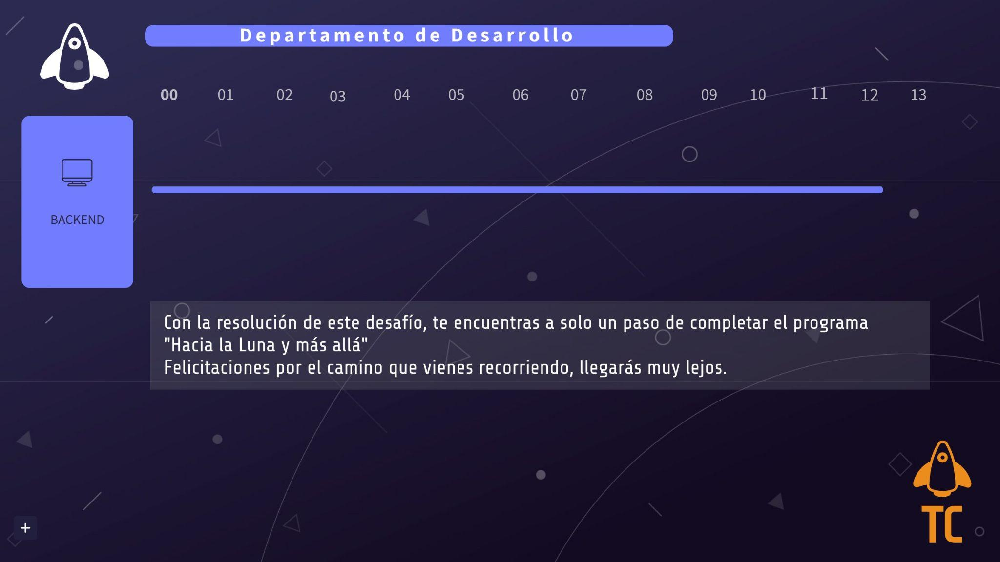 Departamento de Desarrollo
00 01 02 03 04 05 06 07 08 09 10 11 12 13
BACKEND
Con la resolución de este desafío, te encuentras a solo un paso de completar el programa
"Hacia la Luna y más allá"
Felicitaciones por el camino que vienes recorriendo, llegarás muy lejos.
TC